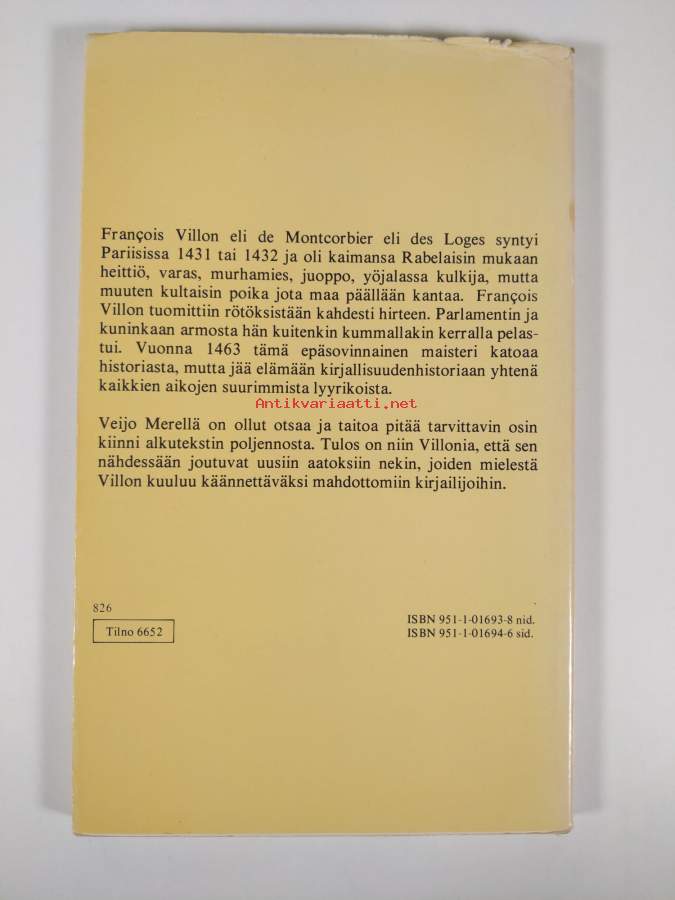 François Villon eli de Montcorbier eli des Loges syntyi
Pariisissa 1431 tai 1432 ja oli kaimansa Rabelaisin mukaan
heittiö, varas, murhamies, juoppo, yöjalassa kulkija, mutta
muuten kultaisin poika jota maa päällään kantaa. François
Villon tuomittiin rötöksistään kahdesti hirteen. Parlamentin ja
kuninkaan armosta hän kuitenkin kummallakin kerralla pelas-
tui. Vuonna 1463 tämä epäsovinnainen maisteri katoaa
historiasta, mutta jää elämään kirjallisuudenhistoriaan yhtenä
kaikkien aikojen suurimmista lyyrikoista.
Antikvariaatti.net
Veijo Merellä on ollut otsaa ja taitoa pitää tarvittavin osin
kiinni alkutekstin poljennosta. Tulos on niin Villonia, että sen
nähdessään joutuvat uusiin aatoksiin nekin, joiden mielestä
Villon kuuluu käännettäväksi mahdottomiin kirjailijoihin.
826
Tilno 6652
ISBN 951-1-01693-8 nid.
ISBN 951-1-01694-6 sid.